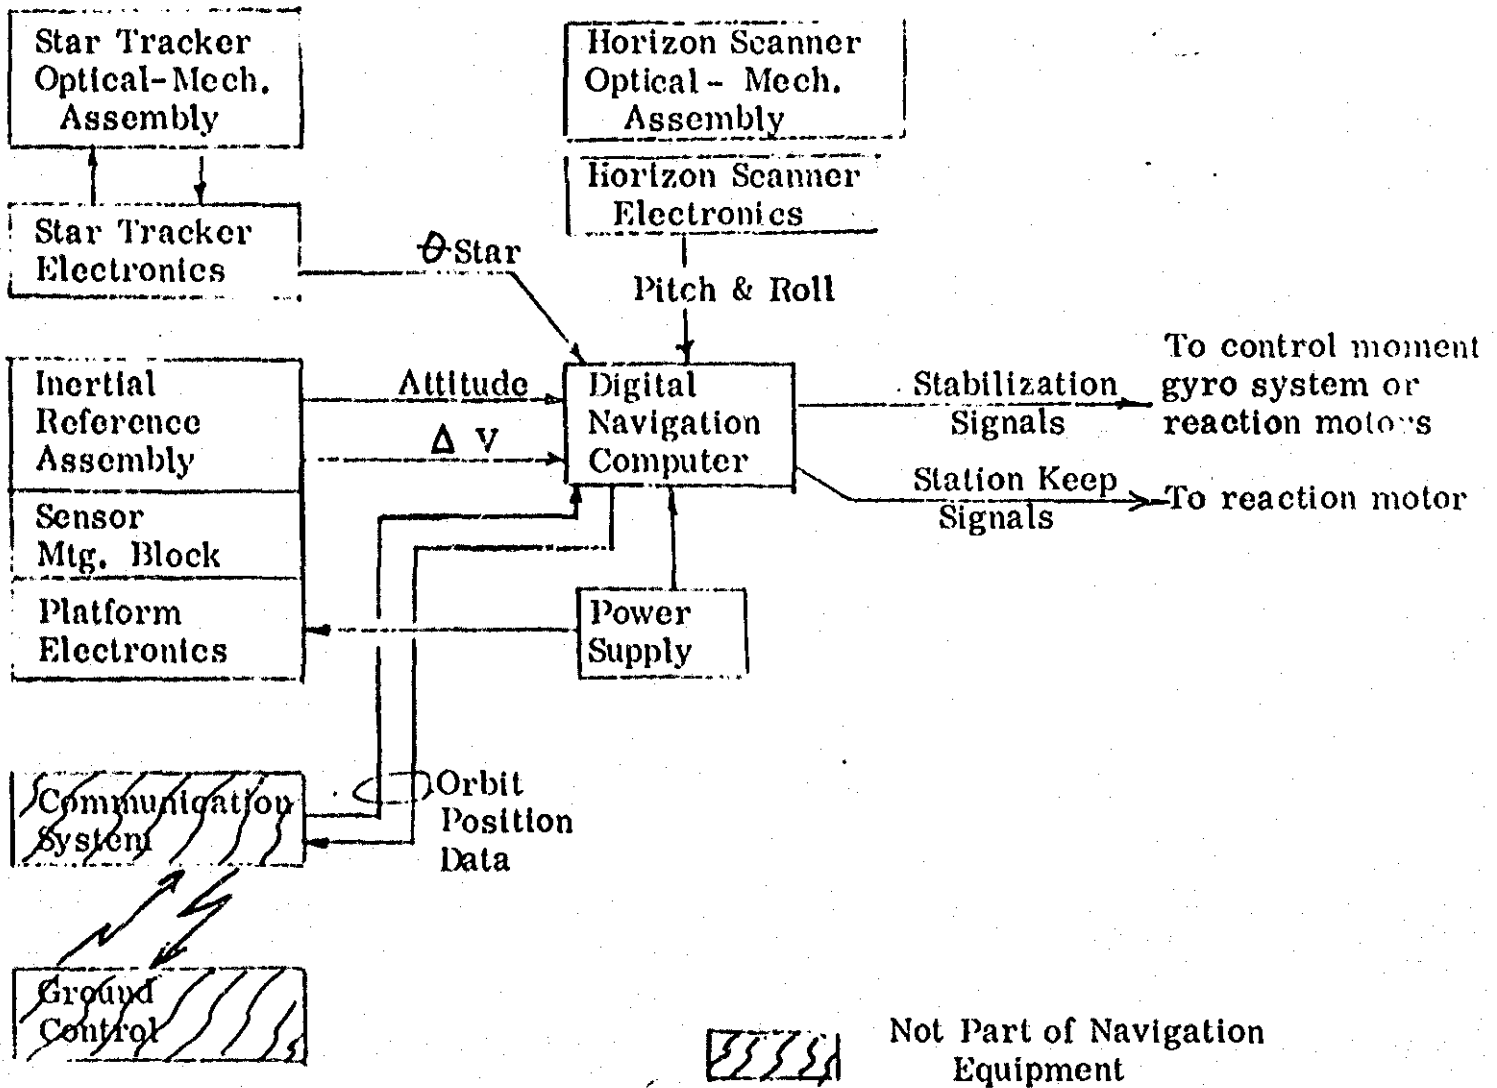 Star Tracker
Optical-Mech.
Assembly
Horizon Scanner
Optical - Mech.
Assembly
Horizon Scanner
Electronics
Star Tracker
Electronics
θ Star
Pitch & Roll
Inertial
Reference
Assembly
Attitude
Δ V
Digital
Navigation
Computer
Stabilization
Signals
To control moment
gyro system or
reaction motors
Station Keep
Signals
To reaction motor
Sensor
Mtg. Block
Platform
Electronics
Power
Supply
Communication
System
Orbit
Position
Data
Ground
Control
Not Part of Navigation
Equipment